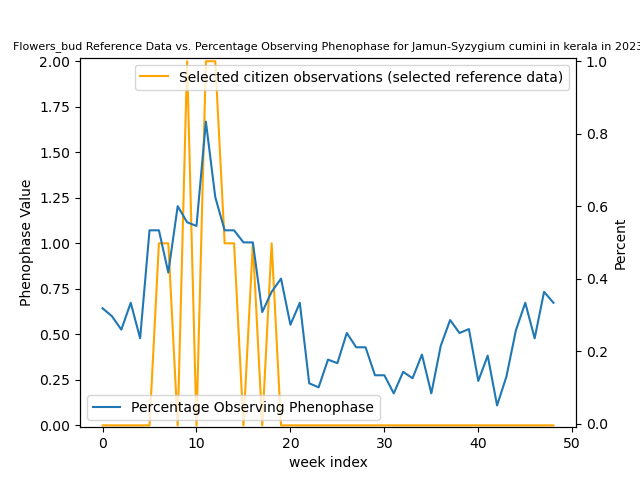 Flowers_bud Reference Data vs. Percentage Observing Phenophase for Jamun-Syzygium cumini in kerala in 2023
2.00
1.75
1.50
1.25
1.00
0.75
0.50
0.25
0.00
Phenophase Value
Selected citizen observations (selected reference data)
Percentage Observing Phenophase
1.0
0.8
0.6
0.4
0.2
0.0
Percent
0 10 20 30 40 50
week index